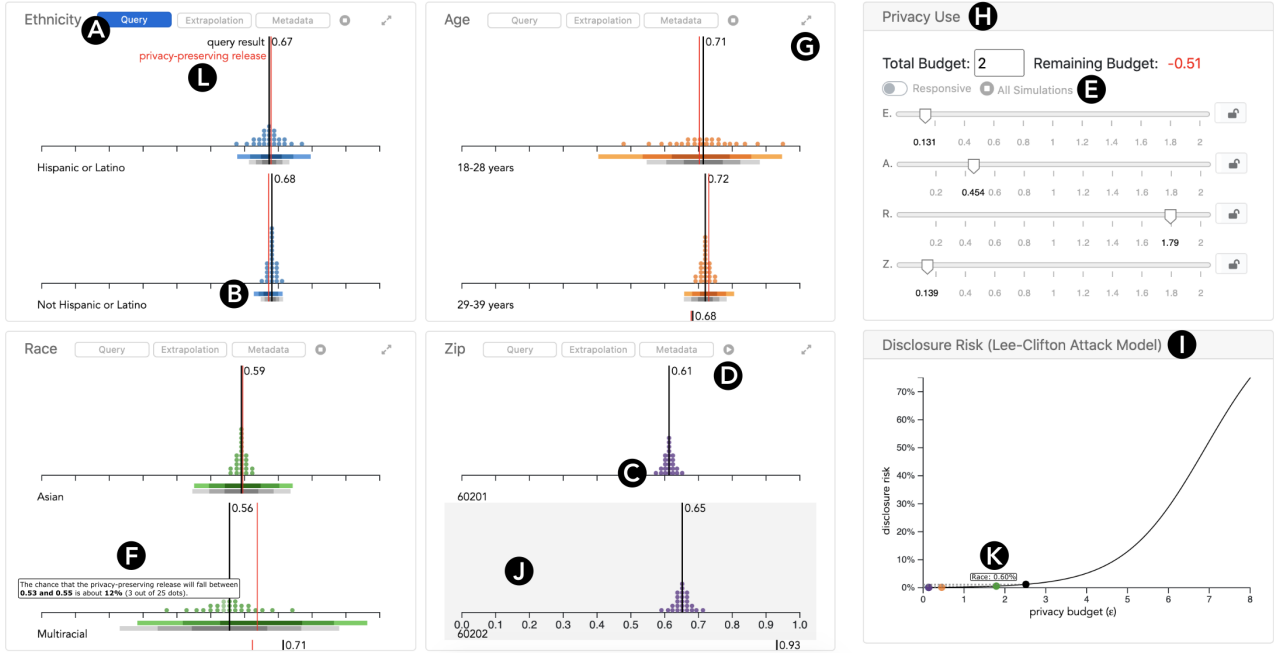 Ethnicity Query Extrapolation Metadata
A
query result 0.67
privacy-preserving release
L
Hispanic or Latino
0.68
B
Not Hispanic or Latino
Age Query Extrapolation Metadata
G
0.71
18-28 years
0.72
29-39 years
0.68
Privacy Use H
Total Budget: 2 Remaining Budget: -0.51
Responsive All Simulations E
E.
0.131 0.4 0.6 0.8 1 1.2 1.4 1.6 1.8 2
A.
0.2 0.454 0.6 0.8 1 1.2 1.4 1.6 1.8 2
R.
0.2 0.4 0.6 0.8 1 1.2 1.4 1.6 1.79 2
Z.
0.139 0.4 0.6 0.8 1 1.2 1.4 1.6 1.8 2
Race Query Extrapolation Metadata
0.59
Asian
0.56
F
The chance that the privacy-preserving release will fall between
0.53 and 0.55 is about 12% (3 out of 25 dots).
Multiracial
0.71
Zip Query Extrapolation Metadata
D
0.61
C
60201
0.65
J
0.0 0.1 0.2 0.3 0.4 0.5 0.6 0.7 0.8 0.9 1.0
60202
0.93
Disclosure Risk (Lee-Clifton Attack Model) I
70%
60%
50%
40%
30%
20%
10%
0%
disclosure risk
K
Race: 0.60%
0 1 2 3 4 5 6 7 8
privacy budget (ε)